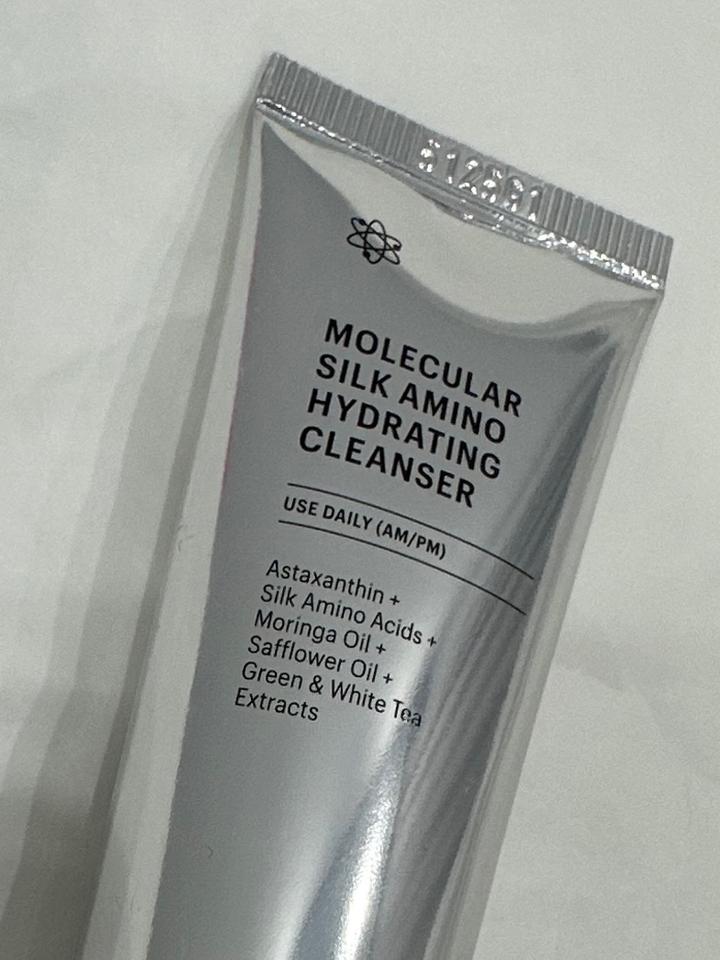 512591
MOLECULAR
SILK AMINO
HYDRATING
CLEANSER
USE DAILY (AM/PM)
Astaxanthin +
Silk Amino Acids +
Moringa Oil +
Safflower Oil +
Green & White Tea
Extracts